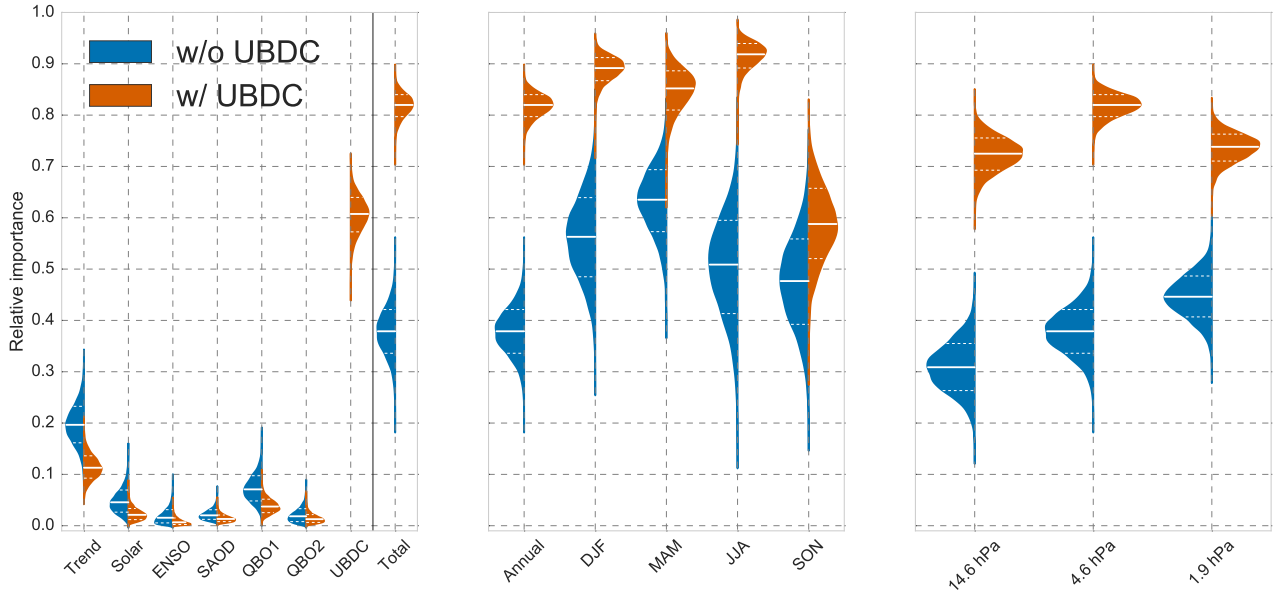 w/o UBDC
w/ UBDC
Relative importance
1.0
0.9
0.8
0.7
0.6
0.5
0.4
0.3
0.2
0.1
0.0
Trend
Solar
ENSO
SAOD
QBO1
QBO2
UBDC
Total
Annual
DJF
MAM
JJA
SON
14.6 hPa
4.6 hPa
1.9 hPa